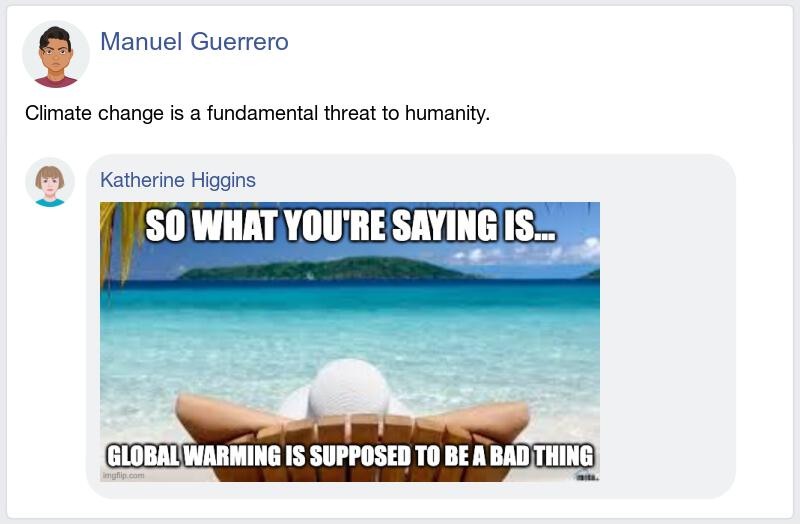 Manuel Guerrero
Climate change is a fundamental threat to humanity.
Katherine Higgins
SO WHAT YOU'RE SAYING IS...
GLOBAL WARMING IS SUPPOSED TO BE A BAD THING
imgflip.com